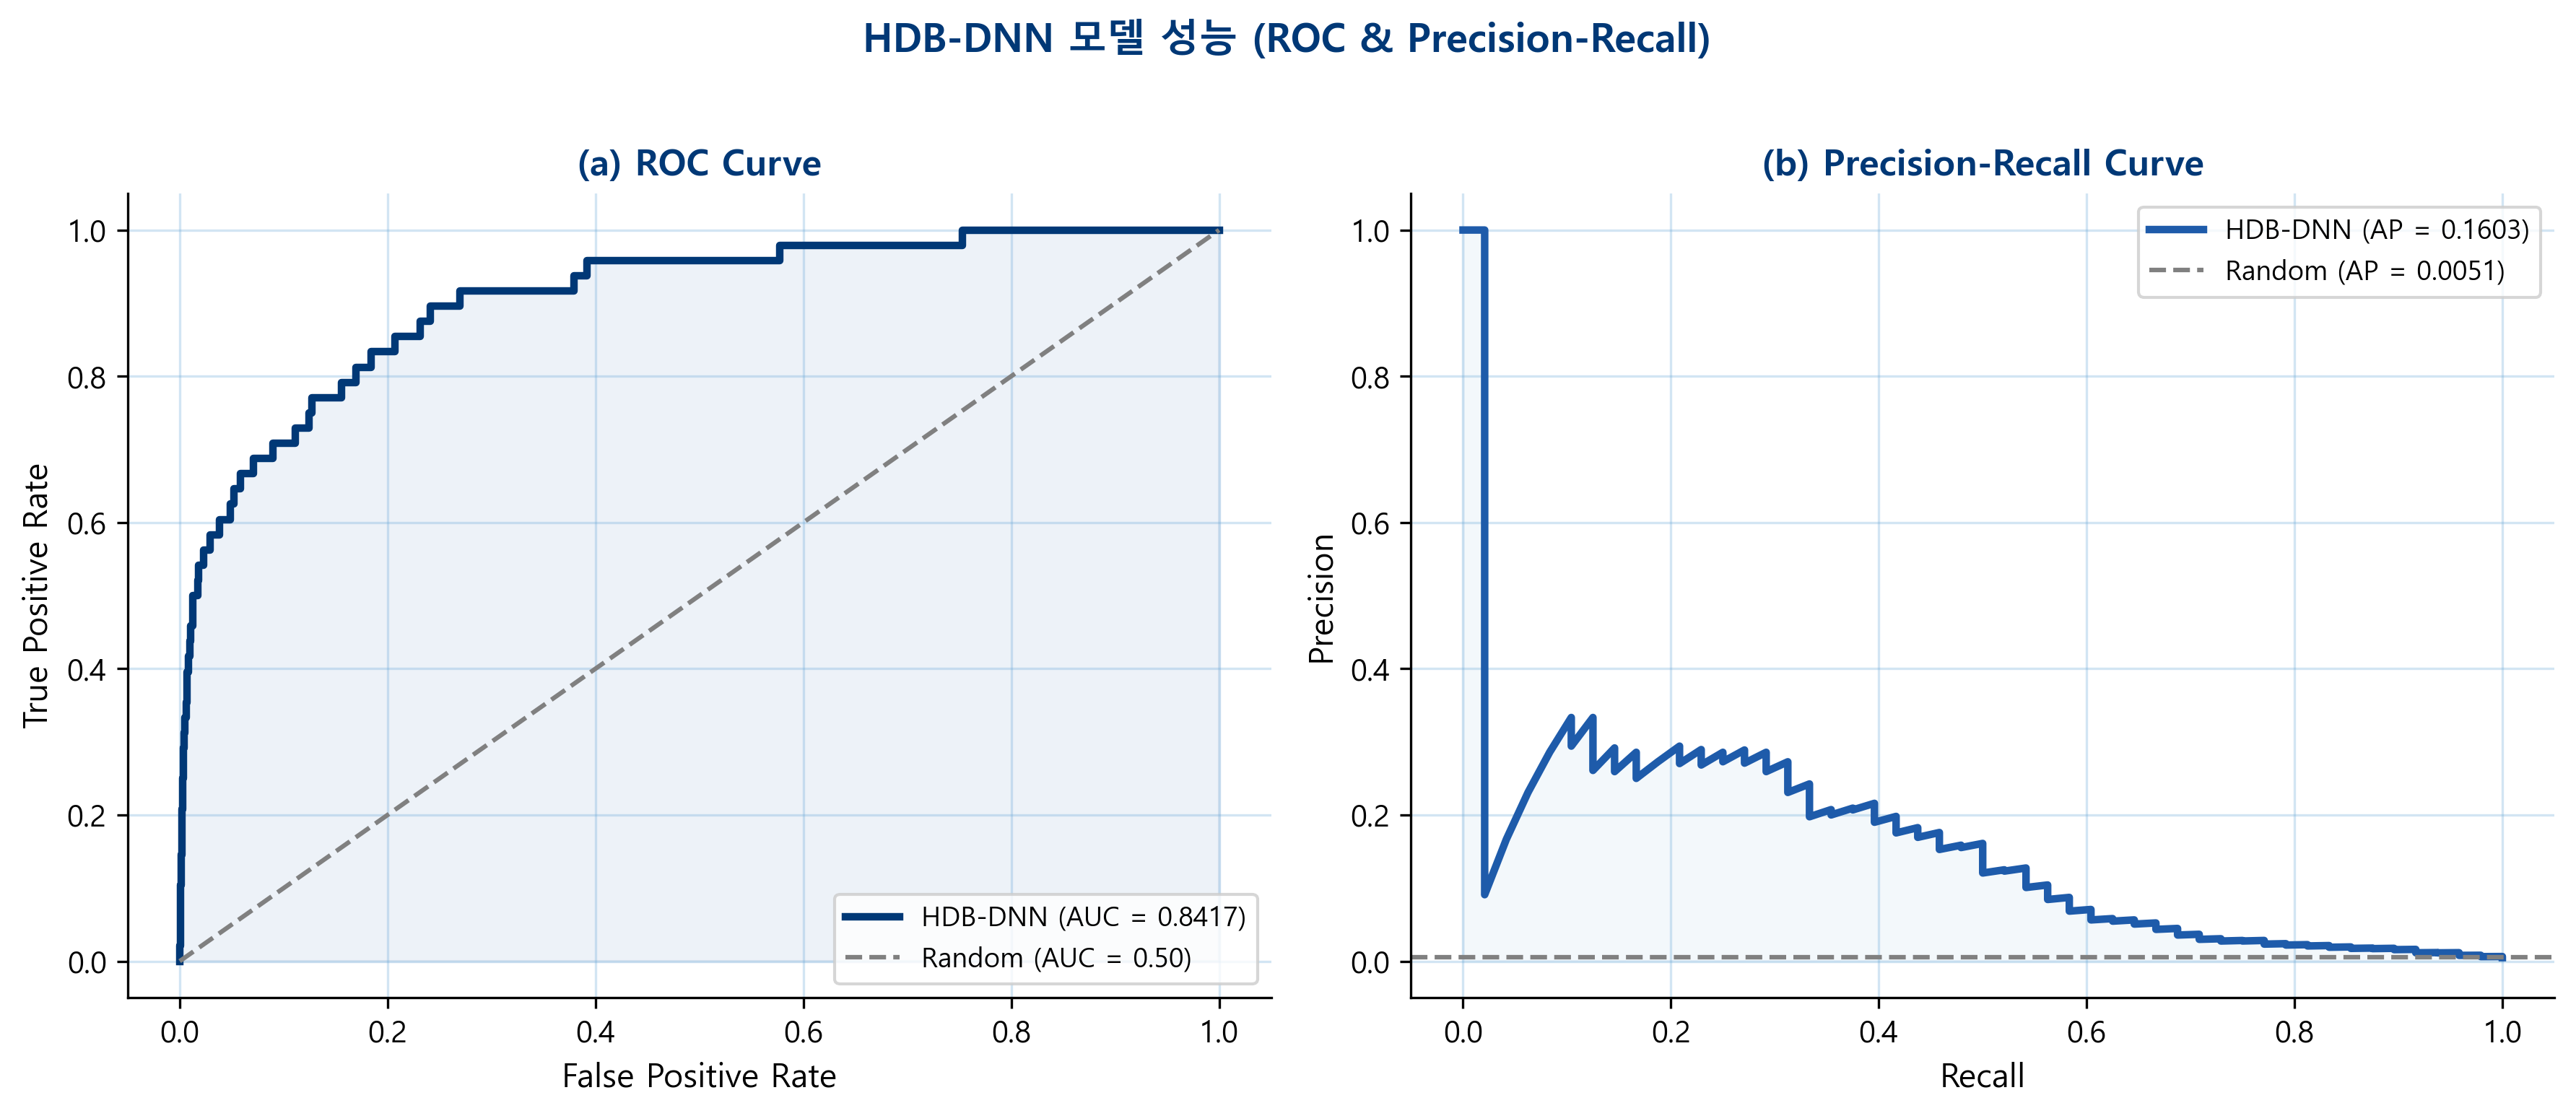 HDB-DNN 모델 성능 (ROC & Precision-Recall)
(a) ROC Curve
True Positive Rate
1.0
0.8
0.6
0.4
0.2
0.0
HDB-DNN (AUC = 0.8417)
Random (AUC = 0.50)
0.0 0.2 0.4 0.6 0.8 1.0
False Positive Rate
(b) Precision-Recall Curve
Precision
1.0
0.8
0.6
0.4
0.2
0.0
HDB-DNN (AP = 0.1603)
Random (AP = 0.0051)
0.0 0.2 0.4 0.6 0.8 1.0
Recall